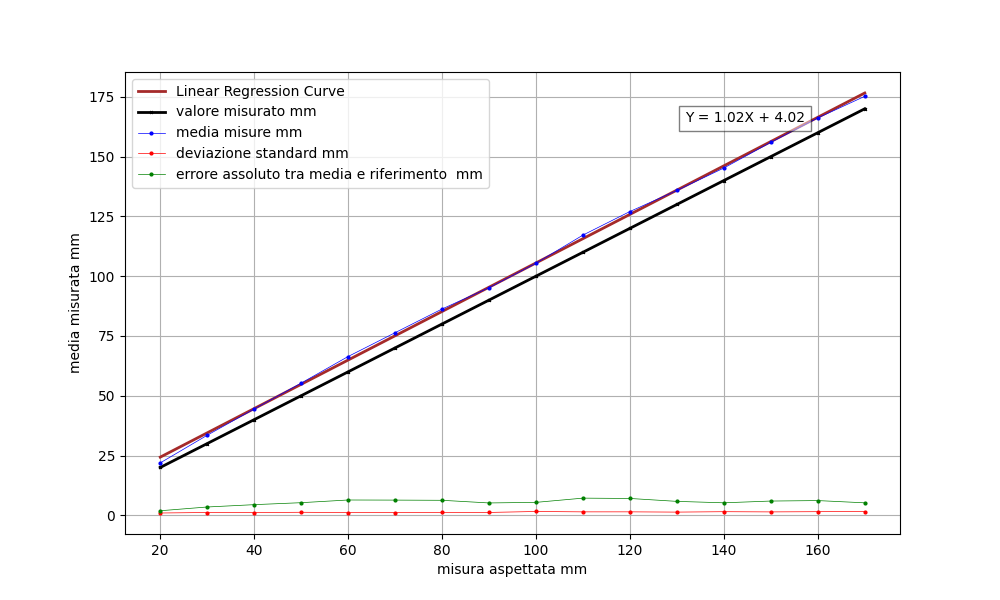 Linear Regression Curve
valore misurato mm
media misure mm
deviazione standard mm
errore assoluto tra media e riferimento  mm
Y = 1.02X + 4.02
175
150
125
100
75
50
25
0
media misurata mm
20 40 60 80 100 120 140 160
misura aspettata mm